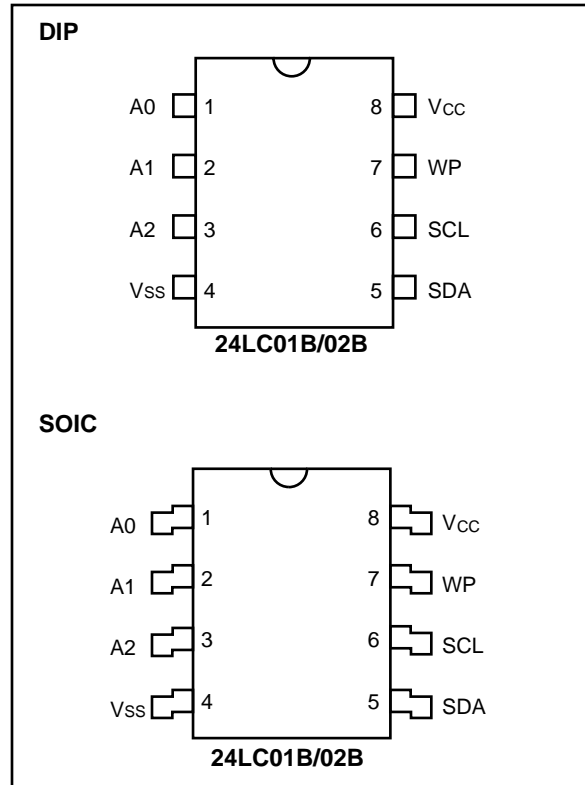 DIP
A0 1 8 VCC
A1 2 7 WP
A2 3 6 SCL
VSS 4 5 SDA
24LC01B/02B
SOIC
A0 1 8 VCC
A1 2 7 WP
A2 3 6 SCL
VSS 4 5 SDA
24LC01B/02B